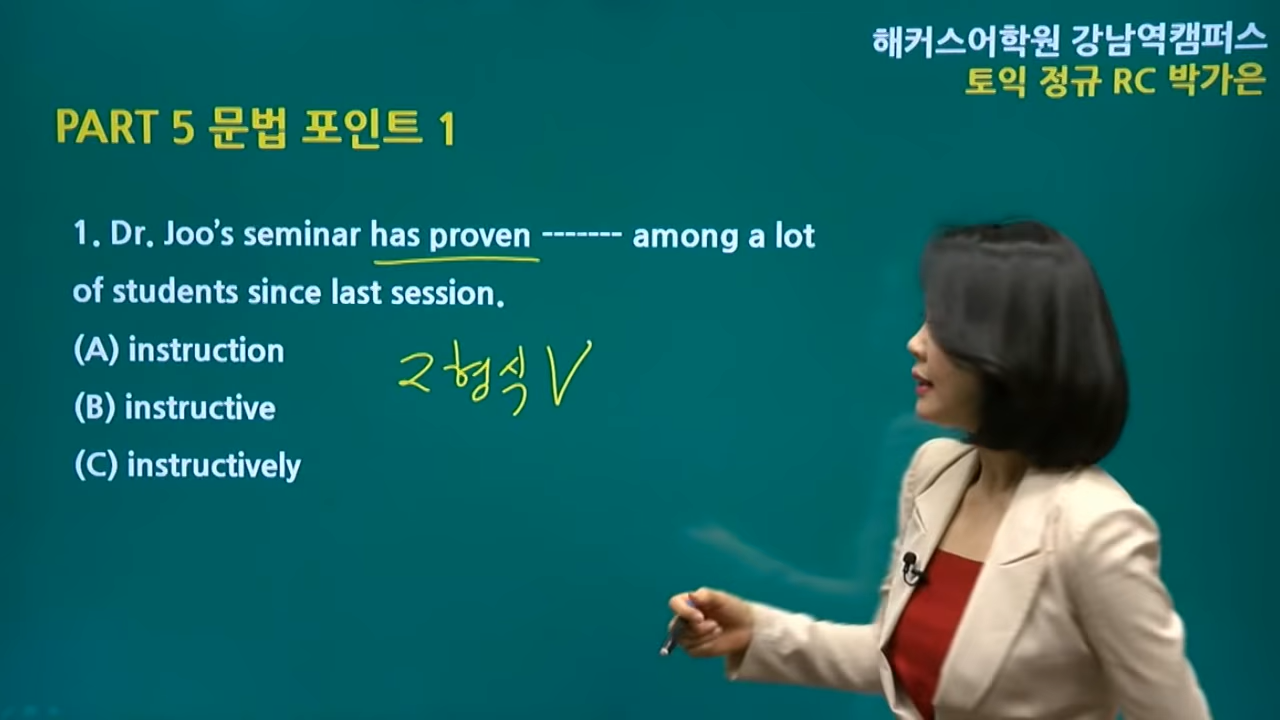 해커스어학원 강남역캠퍼스
토익 정규 RC 박가은
PART 5 문법 포인트 1
1. Dr. Joo's seminar has proven ------- among a lot
of students since last session.
(A) instruction
2형식 V
(B) instructive
(C) instructively